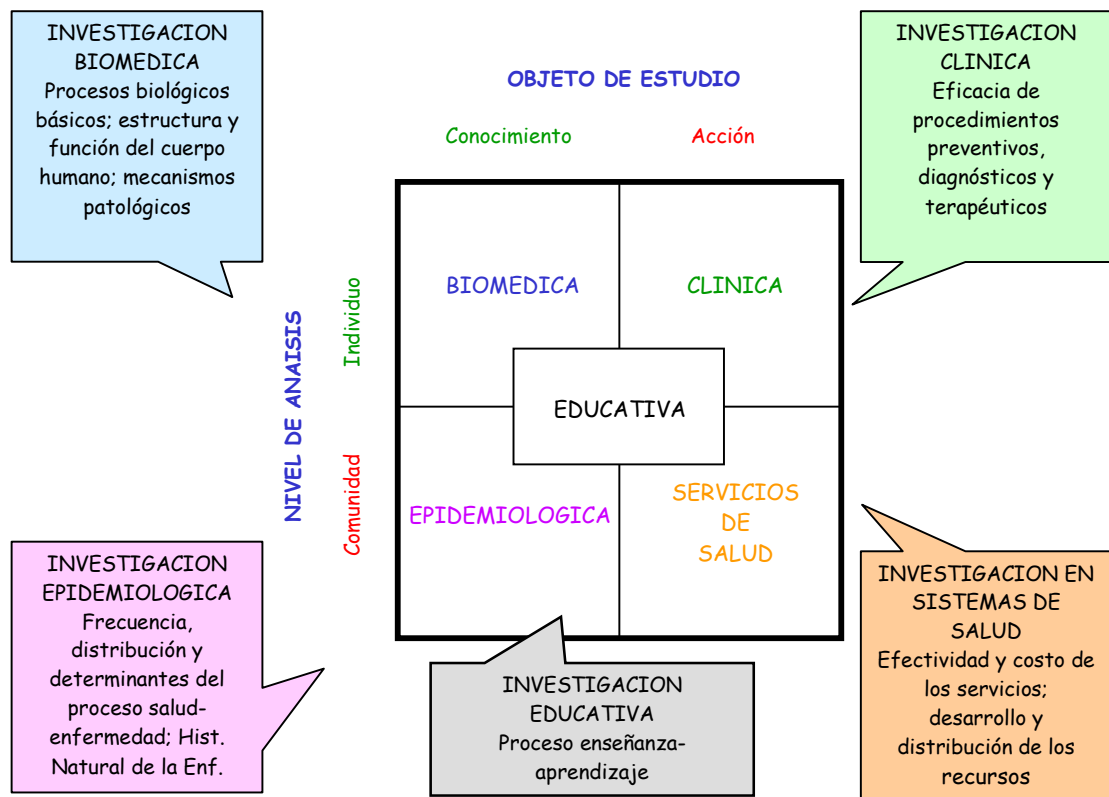 INVESTIGACION
BIOMEDICA
Procesos biológicos
básicos; estructura y
función del cuerpo
humano; mecanismos
patológicos
OBJETO DE ESTUDIO
Conocimiento
Acción
INVESTIGACION
CLINICA
Eficacia de
procedimientos
preventivos,
diagnósticos y
terapéuticos
NIVEL DE ANAISIS
Individuo
Comunidad
BIOMEDICA
CLINICA
EDUCATIVA
EPIDEMIOLOGICA
SERVICIOS
DE
SALUD
INVESTIGACION
EPIDEMIOLOGICA
Frecuencia,
distribución y
determinantes del
proceso salud-
enfermedad; Hist.
Natural de la Enf.
INVESTIGACION
EDUCATIVA
Proceso enseñanza-
aprendizaje
INVESTIGACION EN
SISTEMAS DE
SALUD
Efectividad y costo de
los servicios;
desarrollo y
distribución de los
recursos